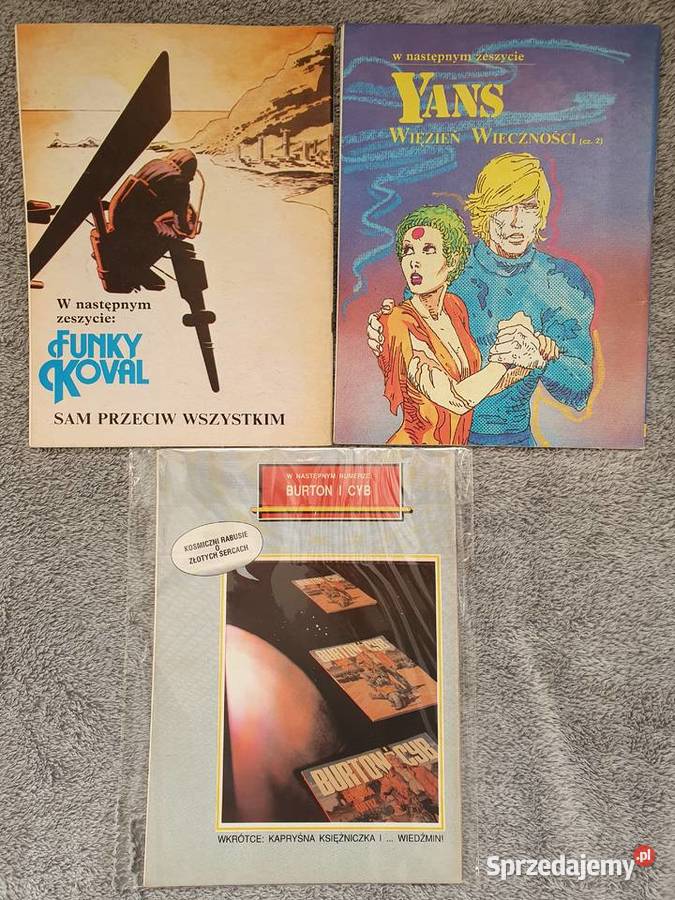 W następnym
zeszycie:
FUNKY
KOVAL
SAM PRZECIW WSZYSTKIM
w następnym zeszycie
YANS
WIĘZIEŃ WIECZNOŚCI (cz. 2)
W NASTĘPNYM NUMERZE:
BURTON I CYB
KOSMICZNI RABUSIE
O
ZŁOTYCH SERCACH
BURTON CYB
BURTON CYB
WKRÓTCE: KAPRYŚNA KSIĘŻNICZKA I ... WIEDŹMIN!
Sprzedajemy.pl